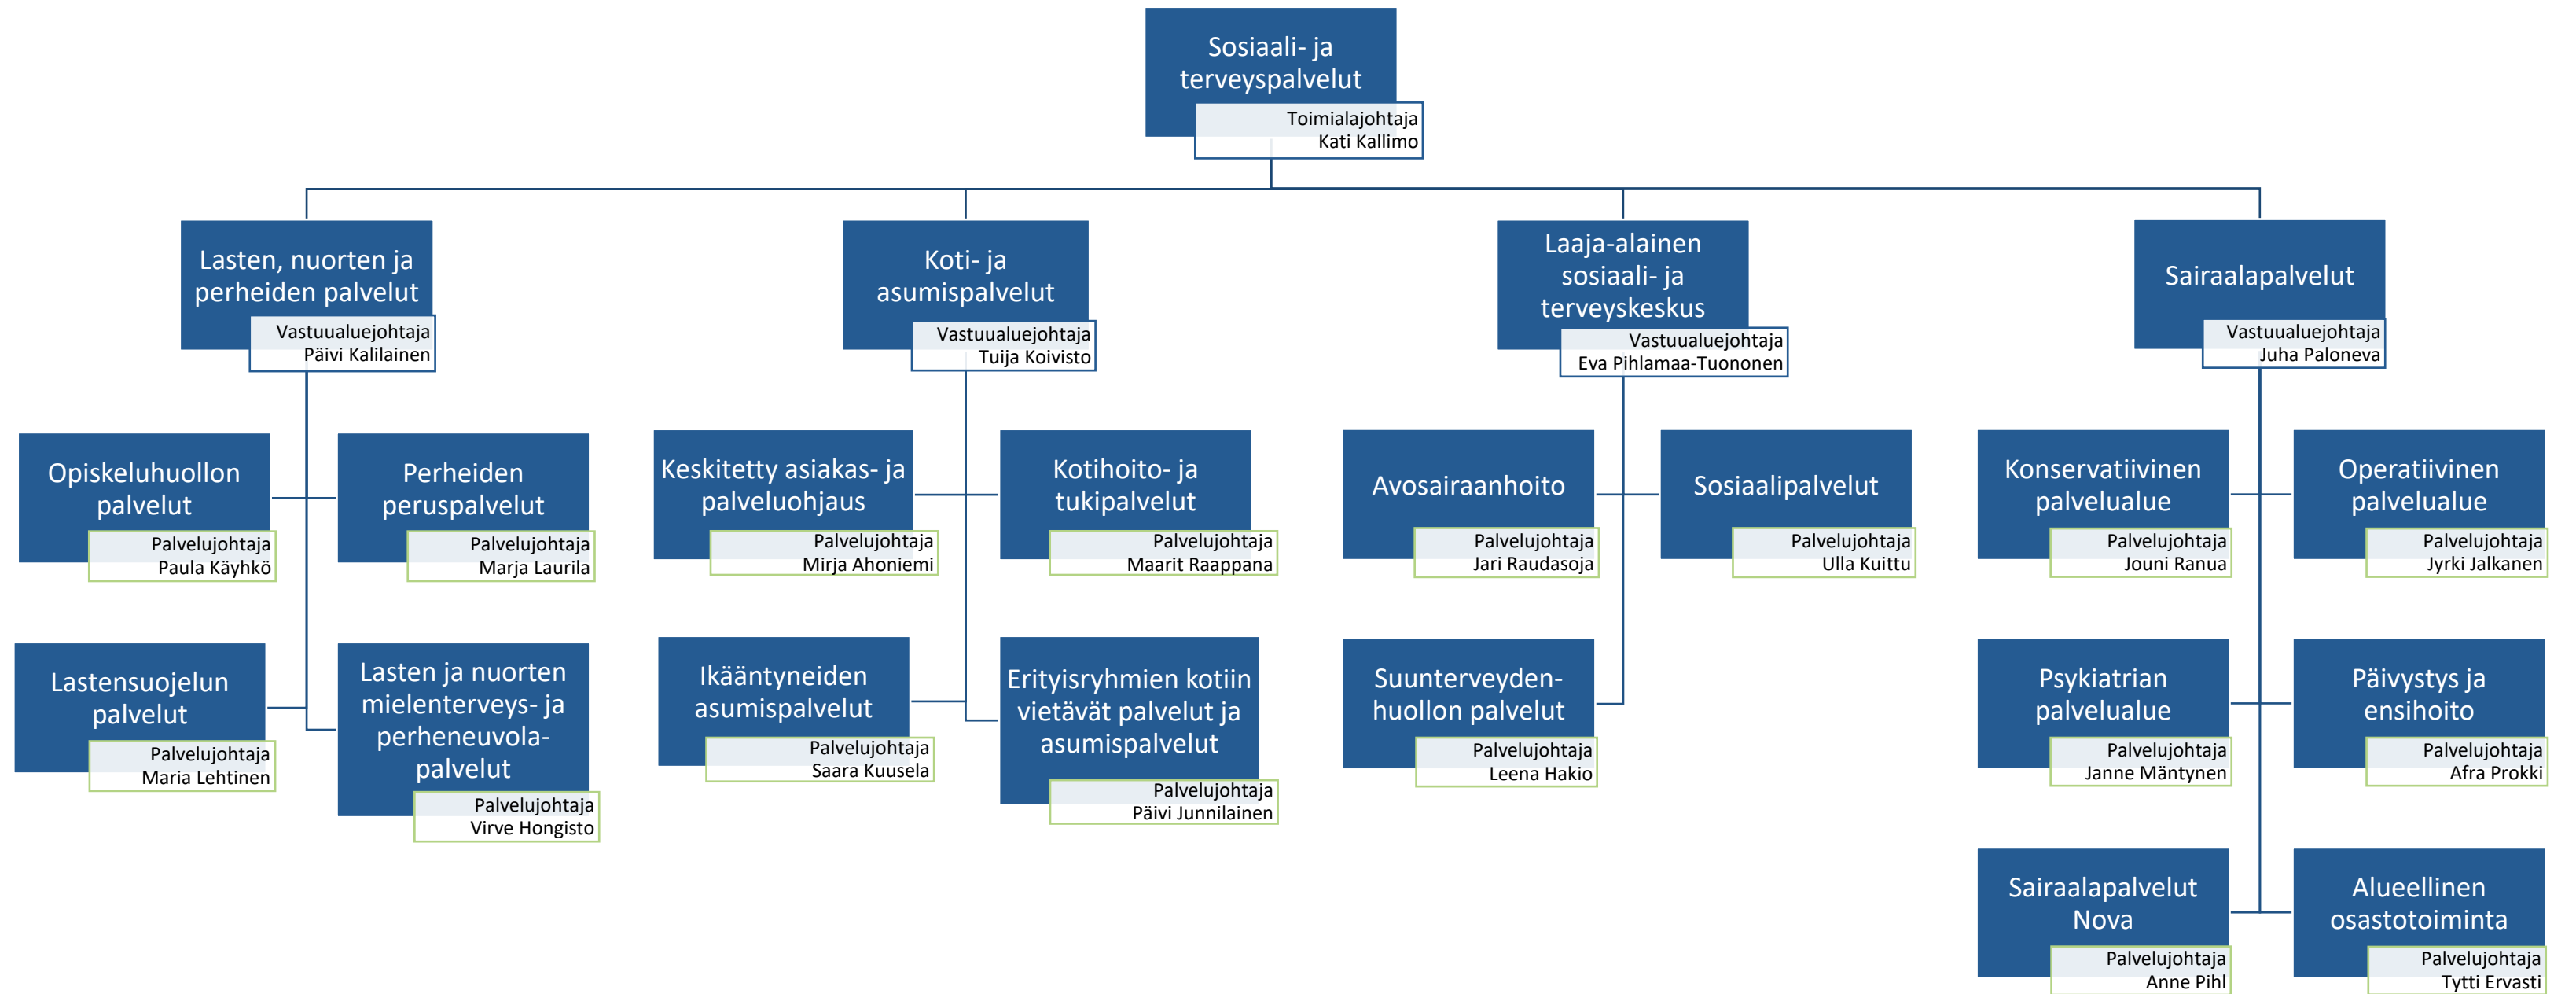 Sosiaali- ja
terveyspalvelut
Toimialajohtaja
Kati Kallimo
Lasten, nuorten ja
perheiden palvelut
Vastuualuejohtaja
Päivi Kalilainen
Koti- ja
asumispalvelut
Vastuualuejohtaja
Tuija Koivisto
Laaja-alainen
sosiaali- ja
terveyskeskus
Vastuualuejohtaja
Eva Pihlamaa-Tuononen
Sairaalapalvelut
Vastuualuejohtaja
Juha Paloneva
Opiskeluhuollon
palvelut
Palvelujohtaja
Paula Käyhkö
Perheiden
peruspalvelut
Palvelujohtaja
Marja Laurila
Keskitetty asiakas- ja
palveluohjaus
Palvelujohtaja
Mirja Ahoniemi
Kotihoito- ja
tukipalvelut
Palvelujohtaja
Maarit Raappana
Avosairaanhoito
Palvelujohtaja
Jari Raudasoja
Sosiaalipalvelut
Palvelujohtaja
Ulla Kuittu
Konservatiivinen
palvelualue
Palvelujohtaja
Jouni Ranua
Operatiivinen
palvelualue
Palvelujohtaja
Jyrki Jalkanen
Lastensuojelun
palvelut
Palvelujohtaja
Maria Lehtinen
Lasten ja nuorten
mielenterveys- ja
perheneuvola-
palvelut
Palvelujohtaja
Virve Hongisto
Ikääntyneiden
asumispalvelut
Palvelujohtaja
Saara Kuusela
Erityisryhmien kotiin
vietävät palvelut ja
asumispalvelut
Palvelujohtaja
Päivi Junnilainen
Suunterveyden-
huollon palvelut
Palvelujohtaja
Leena Hakio
Psykiatrian
palvelualue
Palvelujohtaja
Janne Mäntynen
Päivystys ja
ensihoito
Palvelujohtaja
Afra Prokki
Sairaalapalvelut
Nova
Palvelujohtaja
Anne Pihl
Alueellinen
osastotoiminta
Palvelujohtaja
Tytti Ervasti